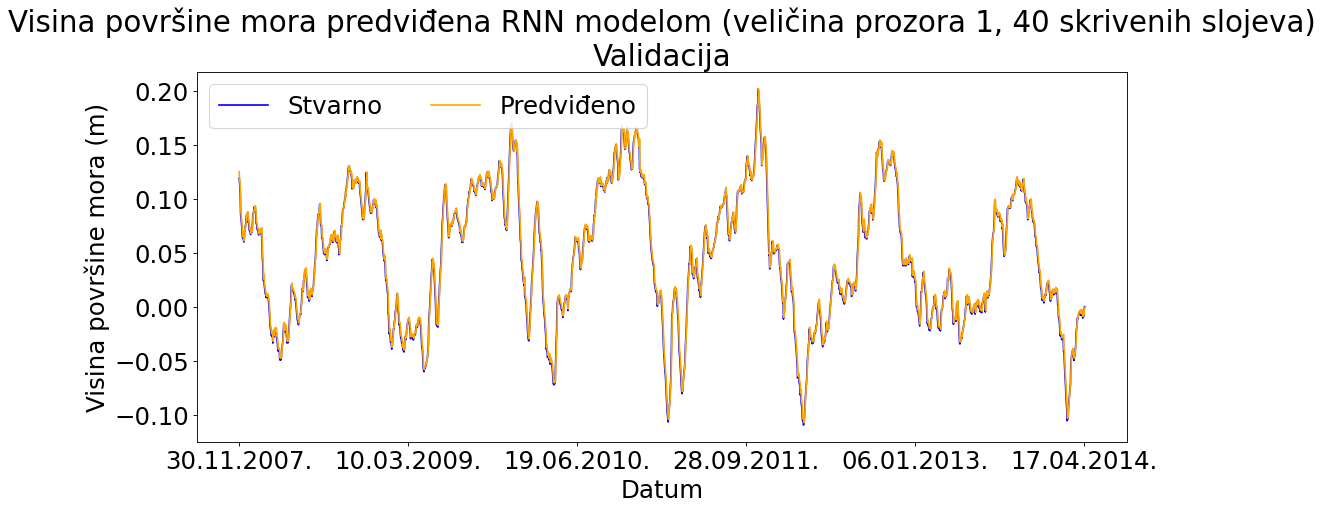 Visina površine mora predviđena RNN modelom (veličina prozora 1, 40 skrivenih slojeva)
Validacija
Stvarno Predviđeno
Visina površine mora (m)
0.20
0.15
0.10
0.05
0.00
−0.05
−0.10
30.11.2007. 10.03.2009. 19.06.2010. 28.09.2011. 06.01.2013. 17.04.2014.
Datum